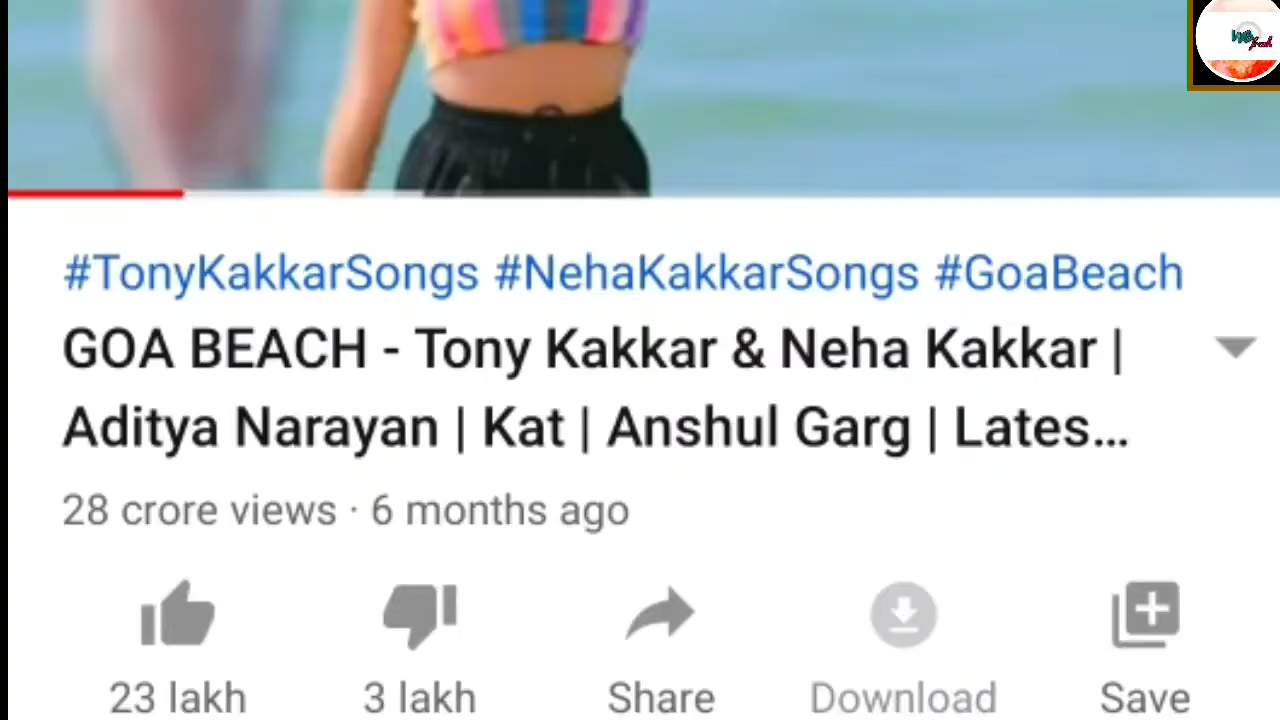 #TonyKakkarSongs #NehaKakkarSongs #GoaBeach
GOA BEACH - Tony Kakkar & Neha Kakkar |
Aditya Narayan | Kat | Anshul Garg | Lates...
28 crore views · 6 months ago
23 lakh 3 lakh Share Download Save